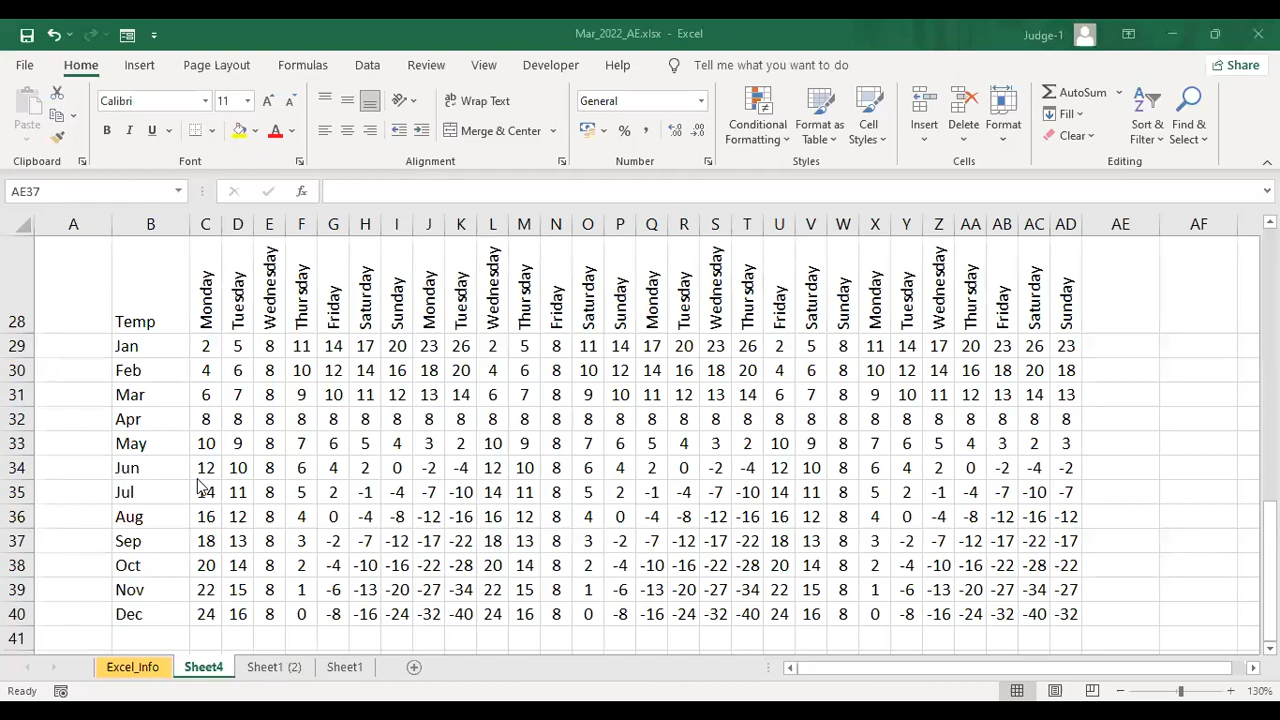 Mar_2022_AE.xlsx - Excel
Judge-1
File Home Insert Page Layout Formulas Data Review View Developer Help Tell me what you want to do Share
Paste
Calibri 11
B I U
A A A
ab Wrap Text
Merge & Center
General
% ,
Conditional Formatting
Format as Table
Cell Styles
Insert
Delete
Format
AutoSum
Fill
Clear
Sort & Filter
Find & Select
Clipboard Font Alignment Number Styles Cells Editing
AE37 fx
A B C D E F G H I J K L M N O P Q R S T U V W X Y Z AA AB AC AD AE AF
28 Temp Monday Tuesday Wednesday Thursday Friday Saturday Sunday Monday Tuesday Wednesday Thursday Friday Saturday Sunday Monday Tuesday Wednesday Thursday Friday Saturday Sunday Monday Tuesday Wednesday Thursday Friday Saturday Sunday
29 Jan 2 5 8 11 14 17 20 23 26 2 5 8 11 14 17 20 23 26 2 5 8 11 14 17 20 23 26 23
30 Feb 4 6 8 10 12 14 16 18 20 4 6 8 10 12 14 16 18 20 4 6 8 10 12 14 16 18 20 18
31 Mar 6 7 8 9 10 11 12 13 14 6 7 8 9 10 11 12 13 14 6 7 8 9 10 11 12 13 14 13
32 Apr 8 8 8 8 8 8 8 8 8 8 8 8 8 8 8 8 8 8 8 8 8 8 8 8 8 8 8 8
33 May 10 9 8 7 6 5 4 3 2 10 9 8 7 6 5 4 3 2 10 9 8 7 6 5 4 3 2 3
34 Jun 12 10 8 6 4 2 0 -2 -4 12 10 8 6 4 2 0 -2 -4 12 10 8 6 4 2 0 -2 -4 -2
35 Jul 14 11 8 5 2 -1 -4 -7 -10 14 11 8 5 2 -1 -4 -7 -10 14 11 8 5 2 -1 -4 -7 -10 -7
36 Aug 16 12 8 4 0 -4 -8 -12 -16 16 12 8 4 0 -4 -8 -12 -16 16 12 8 4 0 -4 -8 -12 -16 -12
37 Sep 18 13 8 3 -2 -7 -12 -17 -22 18 13 8 3 -2 -7 -12 -17 -22 18 13 8 3 -2 -7 -12 -17 -22 -17
38 Oct 20 14 8 2 -4 -10 -16 -22 -28 20 14 8 2 -4 -10 -16 -22 -28 20 14 8 2 -4 -10 -16 -22 -28 -22
39 Nov 22 15 8 1 -6 -13 -20 -27 -34 22 15 8 1 -6 -13 -20 -27 -34 22 15 8 1 -6 -13 -20 -27 -34 -27
40 Dec 24 16 8 0 -8 -16 -24 -32 -40 24 16 8 0 -8 -16 -24 -32 -40 24 16 8 0 -8 -16 -24 -32 -40 -32
41
Excel_Info Sheet4 Sheet1 (2) Sheet1
Ready 130%